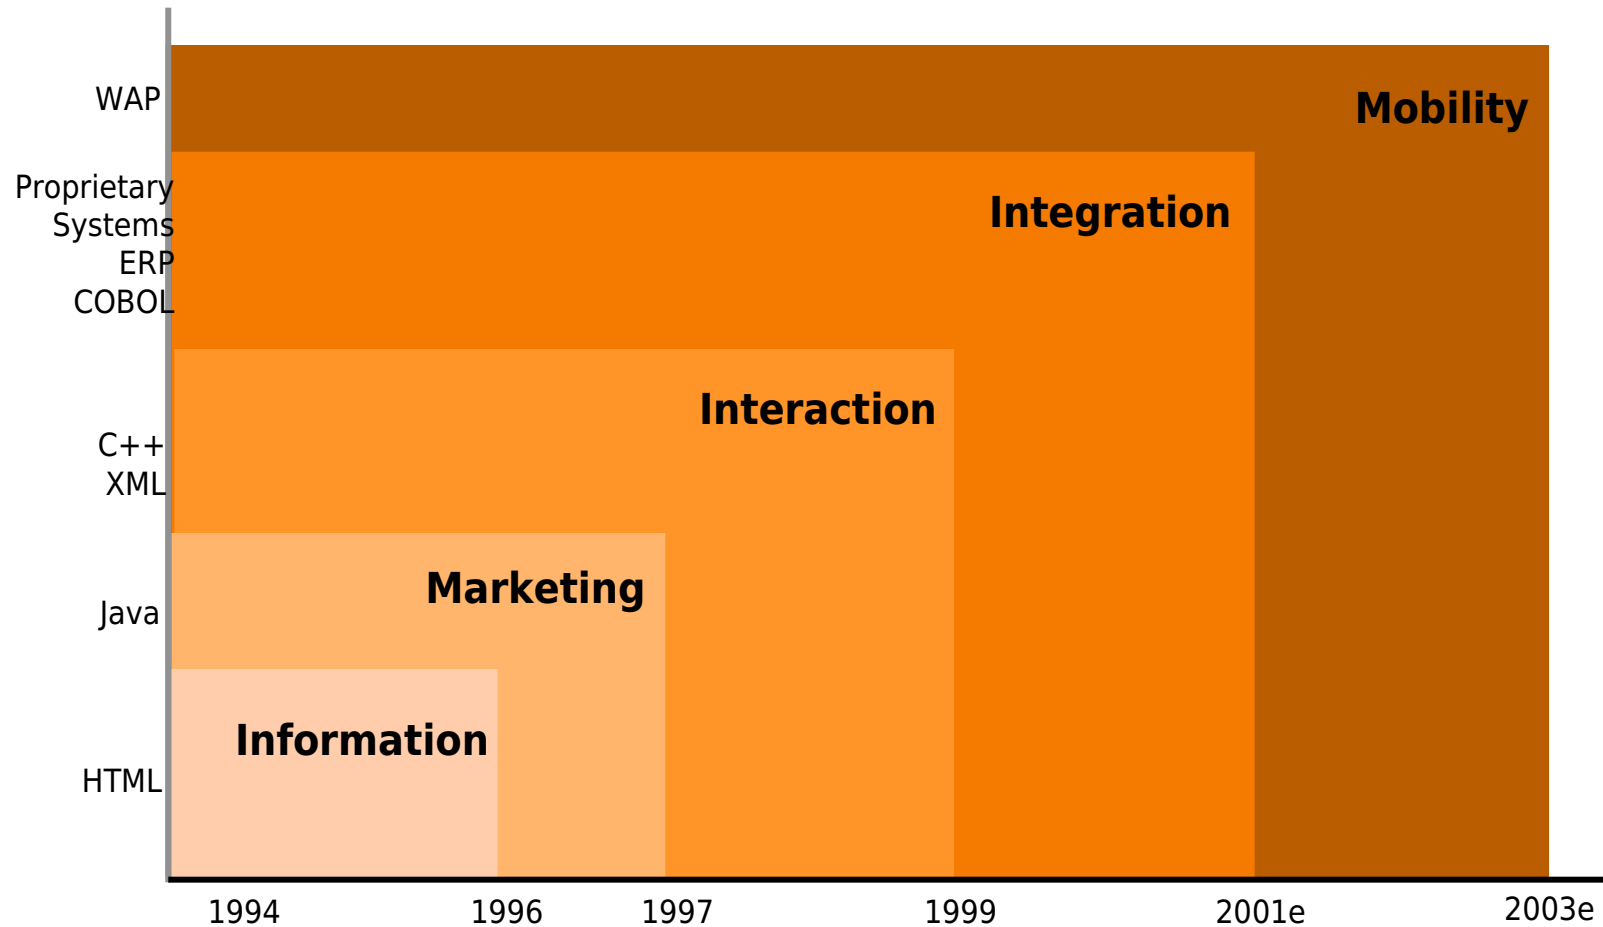 WAP
Mobility
Proprietary
Systems
ERP
COBOL
Integration
Interaction
C++
XML
Marketing
Java
Information
HTML
1994 1996 1997 1999 2001e 2003e